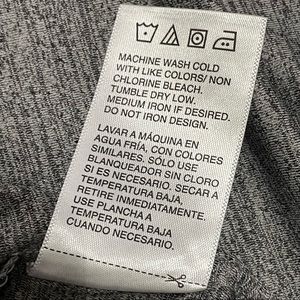 MACHINE WASH COLD
WITH LIKE COLORS/ NON
CHLORINE BLEACH.
TUMBLE DRY LOW.
MEDIUM IRON IF DESIRED.
DO NOT IRON DESIGN.
LAVAR A MÁQUINA EN
AGUA FRÍA, CON COLORES
SIMILARES. SÓLO USE
BLANQUEADOR SIN CLORO
SI ES NECESARIO. SECAR A
TEMPERATURA BAJA,
RETIRE INMEDIATAMENTE.
USE PLANCHA A
TEMPERATURA BAJA
CUANDO NECESARIO.